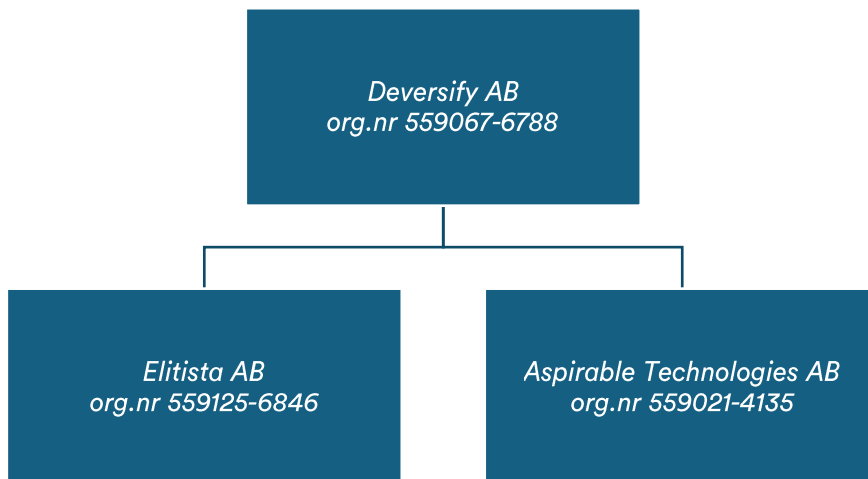 Deversify AB
org.nr 559067-6788
Elitista AB
org.nr 559125-6846
Aspirable Technologies AB
org.nr 559021-4135